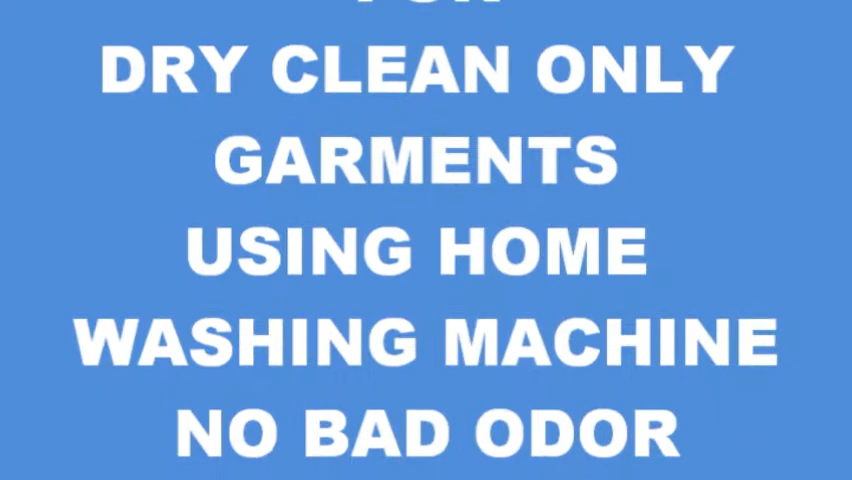 DRY CLEAN ONLY
GARMENTS
USING HOME
WASHING MACHINE
NO BAD ODOR